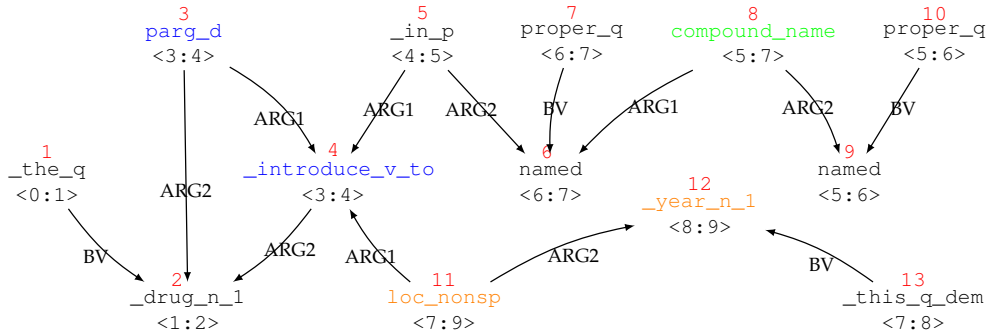 3
parg_d
<3:4>
5
_in_p
<4:5>
7
proper_q
<6:7>
8
compound_name
<5:7>
10
proper_q
<5:6>
ARG1
ARG1
ARG2
BV
ARG1
ARG2
BV
1
_the_q
<0:1>
ARG2
4
_introduce_v_to
<3:4>
6
named
<6:7>
9
named
<5:6>
12
_year_n_1
<8:9>
BV
ARG2
ARG1
ARG2
BV
2
_drug_n_1
<1:2>
11
loc_nonsp
<7:9>
13
_this_q_dem
<7:8>